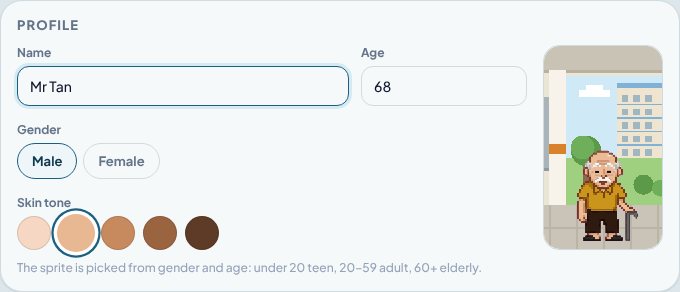 PROFILE
Name
Age
Mr Tan
68
Gender
Male
Female
Skin tone
The sprite is picked from gender and age: under 20 teen, 20–59 adult, 60+ elderly.